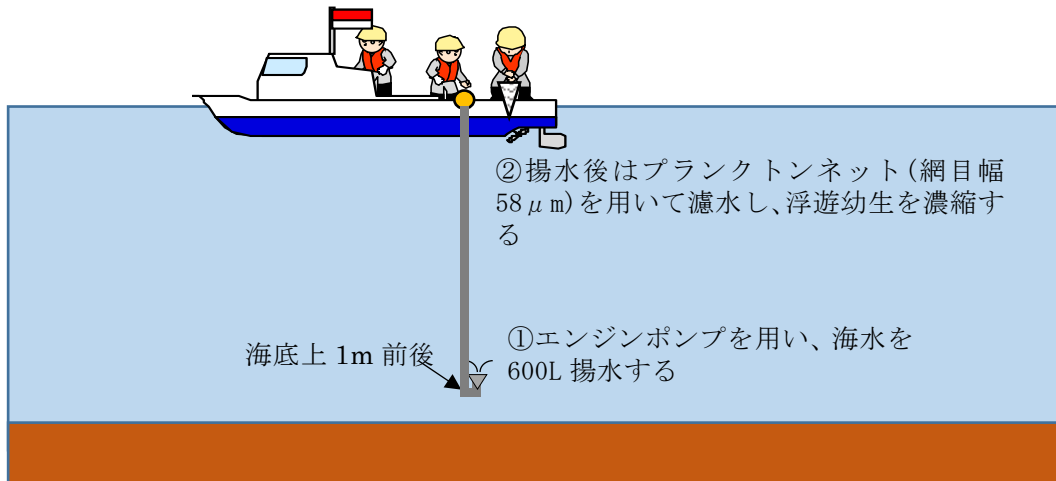 ②揚水後はプランクトンネット(網目幅
58μm)を用いて濾水し、浮遊幼生を濃縮す
る
①エンジンポンプを用い、海水を
600L 揚水する
海底上 1m 前後